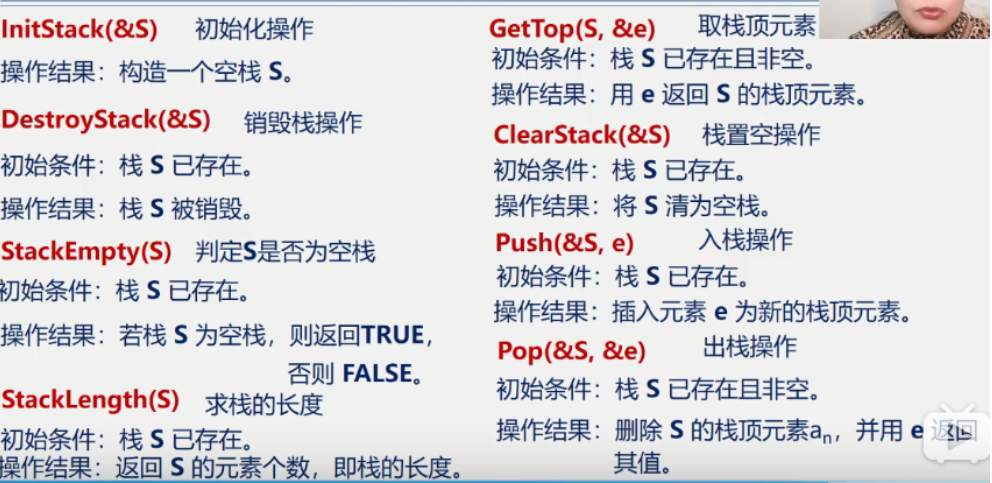 InitStack(&S) 初始化操作
操作结果：构造一个空栈 S。
DestroyStack(&S) 销毁栈操作
初始条件：栈 S 已存在。
操作结果：栈 S 被销毁。
StackEmpty(S) 判定S是否为空栈
初始条件：栈 S 已存在。
操作结果：若栈 S 为空栈，则返回TRUE，
否则 FALSE。
StackLength(S) 求栈的长度
初始条件：栈 S 已存在。
操作结果：返回 S 的元素个数，即栈的长度。
GetTop(S, &e) 取栈顶元素
初始条件：栈 S 已存在且非空。
操作结果：用 e 返回 S 的栈顶元素。
ClearStack(&S) 栈置空操作
初始条件：栈 S 已存在。
操作结果：将 S 清为空栈。
Push(&S, e) 入栈操作
初始条件：栈 S 已存在。
操作结果：插入元素 e 为新的栈顶元素。
Pop(&S, &e) 出栈操作
初始条件：栈 S 已存在且非空。
操作结果：删除 S 的栈顶元素aₙ，并用 e 返回
其值。